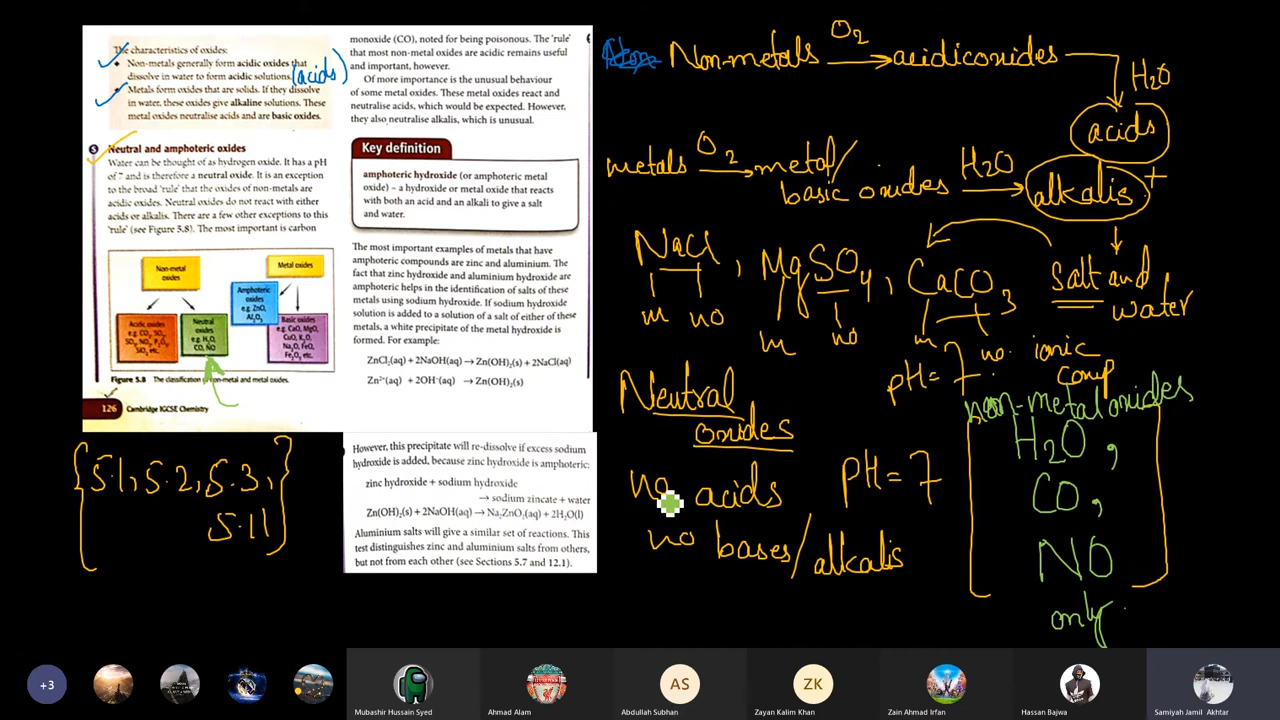 The characteristics of oxides:
• Non-metals generally form acidic oxides that
dissolve in water to form acidic solutions. (acids)
• Metals form oxides that are solids. If they dissolve
in water, these oxides give alkaline solutions. These
metal oxides neutralise acids and are basic oxides.
S Neutral and amphoteric oxides
Water can be thought of as hydrogen oxide. It has a pH
of 7 and is therefore a neutral oxide. It is an exception
to the broad 'rule' that the oxides of non-metals are
acidic oxides. Neutral oxides do not react with either
acids or alkalis. There are a few other exceptions to this
'rule' (see Figure 5.8). The most important is carbon
Non-metal
oxides
Metal oxides
Amphoteric
oxides
e.g. ZnO,
Al₂O₃
Acidic oxides
e.g. CO₂, SO₂,
SO₃, NO₂, P₂O₅,
SiO₂ etc.
Neutral
oxides
e.g. H₂O,
CO, NO
Basic oxides
e.g. CaO, MgO,
CuO, K₂O,
Na₂O, FeO,
Fe₂O₃ etc.
Figure 5.8 The classification of non-metal and metal oxides.
126 Cambridge IGCSE Chemistry
monoxide (CO), noted for being poisonous. The 'rule'
that most non-metal oxides are acidic remains useful
and important, however.
Of more importance is the unusual behaviour
of some metal oxides. These metal oxides react and
neutralise acids, which would be expected. However,
they also neutralise alkalis, which is unusual.
Key definition
amphoteric hydroxide (or amphoteric metal
oxide) – a hydroxide or metal oxide that reacts
with both an acid and an alkali to give a salt
and water.
The most important examples of metals that have
amphoteric compounds are zinc and aluminium. The
fact that zinc hydroxide and aluminium hydroxide are
amphoteric helps in the identification of salts of these
metals using sodium hydroxide. If sodium hydroxide
solution is added to a solution of a salt of either of these
metals, a white precipitate of the metal hydroxide is
formed. For example:
ZnCl₂(aq) + 2NaOH(aq) → Zn(OH)₂(s) + 2NaCl(aq)
Zn²⁺(aq) + 2OH⁻(aq) → Zn(OH)₂(s)
However, this precipitate will re-dissolve if excess sodium
hydroxide is added, because zinc hydroxide is amphoteric:
zinc hydroxide + sodium hydroxide
→ sodium zincate + water
Zn(OH)₂(s) + 2NaOH(aq) → Na₂ZnO₂(aq) + 2H₂O(l)
Aluminium salts will give a similar set of reactions. This
test distinguishes zinc and aluminium salts from others,
but not from each other (see Sections 5.7 and 12.1).
{5.1, 5.2, 5.3,
5.11}
Non-metals O₂ → acidic oxides
H₂O
acids
metals O₂ → metal/
basic oxides H₂O → alkalis +
NaCl, MgSO₄, CaCO₃ Salt and
water
m no m no m no. ionic
comp
pH = 7
Neutral
oxides
no acids pH = 7
no bases/alkalis
non-metal oxides
H₂O,
CO,
NO
only
+3
Mubashir Hussain Syed
Ahmad Alam
AS
Abdullah Subhan
ZK
Zayan Kalim Khan
Zain Ahmad Irfan
Hassan Bajwa
Samiyah Jamil Akhtar